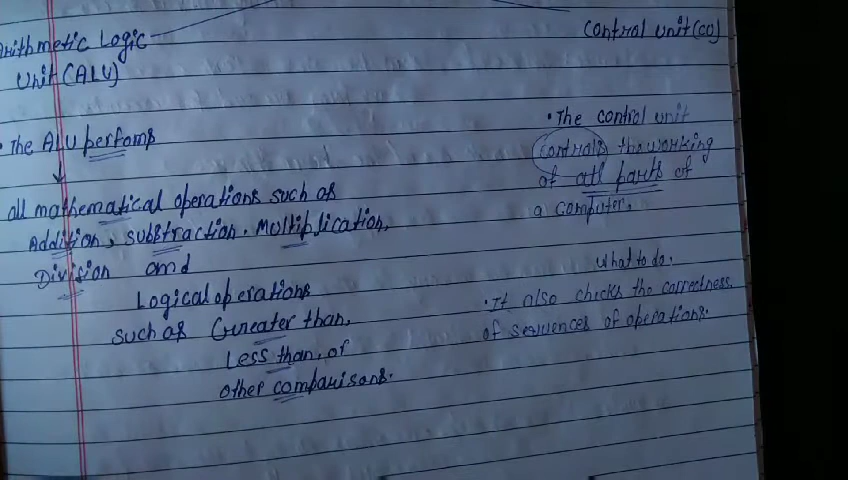 Arithmetic Logic
Unit (ALU)
• The ALU perfoms
all mathematical operations such as
Addition, substraction, Multiplication,
Division and
Logical operations
such as Greater than,
Less than, or
other comparisons.
Control Unit (CO)
• The control unit
controls the working
of all parts of
a computer.
what to do.
• It also checks the correctness
of sequences of operations.